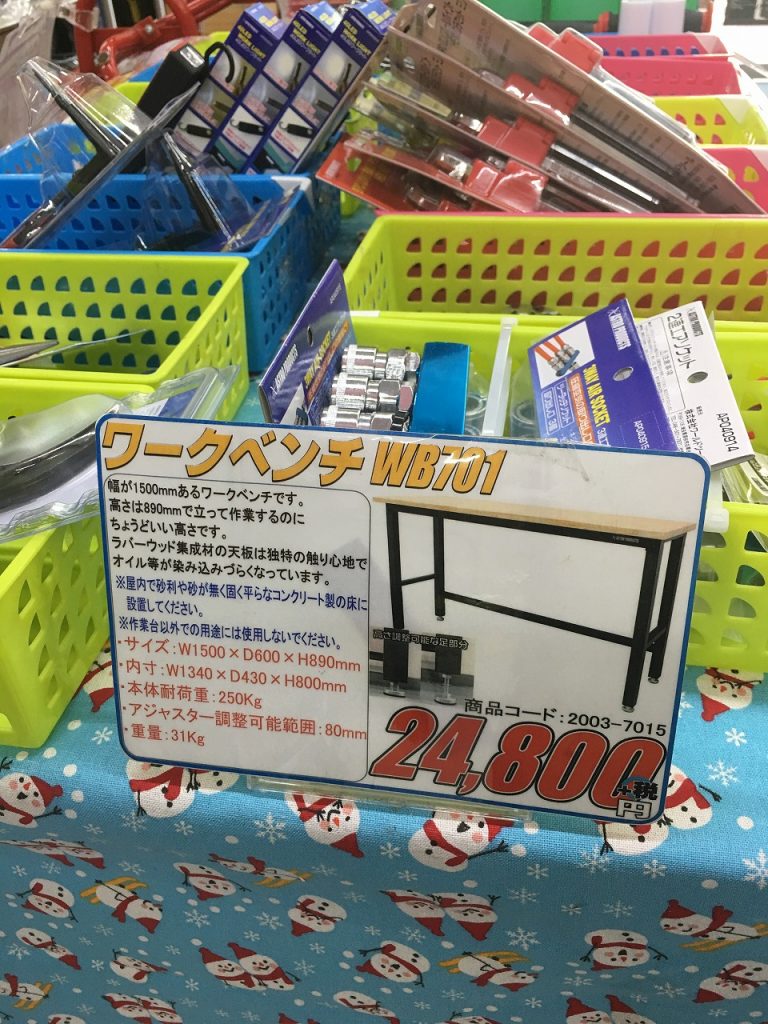 ワークベンチ WB701
幅が1500mmあるワークベンチです。
高さは890mmで立って作業するのに
ちょうどいい高さです。
ラバーウッド集成材の天板は独特の触り心地で
オイル等が染み込みづらくなっています。
※屋内で砂利や砂が無く固く平らなコンクリート製の床に
設置してください。
※作業台以外での用途には使用しないでください。
・サイズ：W1500×D600×H890mm
・内寸：W1340×D430×H800mm
・本体耐荷重：250Kg
・アジャスター調整可能範囲：80mm
・重量：31Kg
高さ調整可能な足部分
商品コード：2003-7015
24,800
+税
円
ASTRO PRODUCTS
3WAY AIR SOCKET
AP040915
2連エアソケット
AP040914